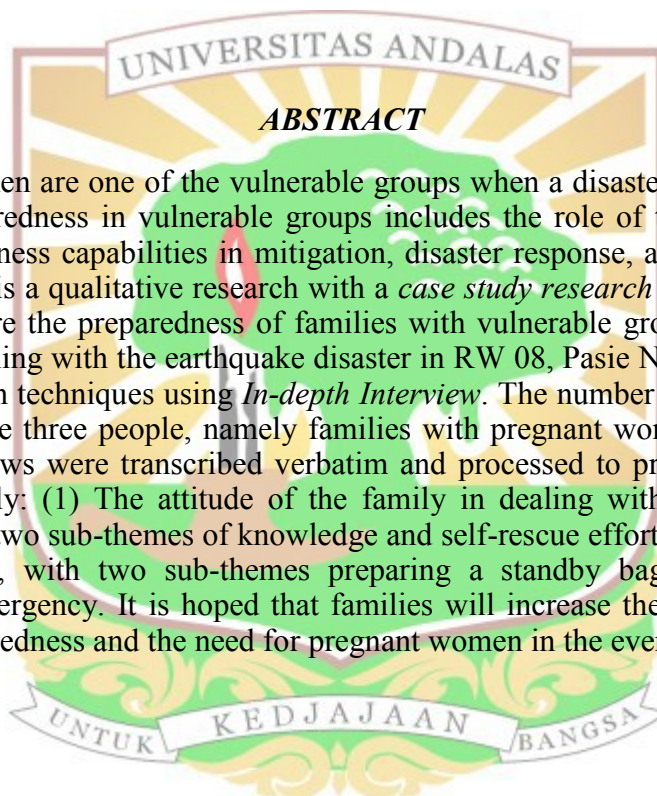 UNIVERSITAS ANDALAS
ABSTRACT
en are one of the vulnerable groups when a disaste
redness in vulnerable groups includes the role of t
ness capabilities in mitigation, disaster response, a
is a qualitative research with a case study research
re the preparedness of families with vulnerable gro
ling with the earthquake disaster in RW 08, Pasie N
n techniques using In-depth Interview. The number
e three people, namely families with pregnant wor
ws were transcribed verbatim and processed to pr
ly: (1) The attitude of the family in dealing with
two sub-themes of knowledge and self-rescue effort
, with two sub-themes preparing a standby bag
ergency. It is hoped that families will increase the
redness and the need for pregnant women in the eve
UNTUK KEDJAJAAN BANGSA